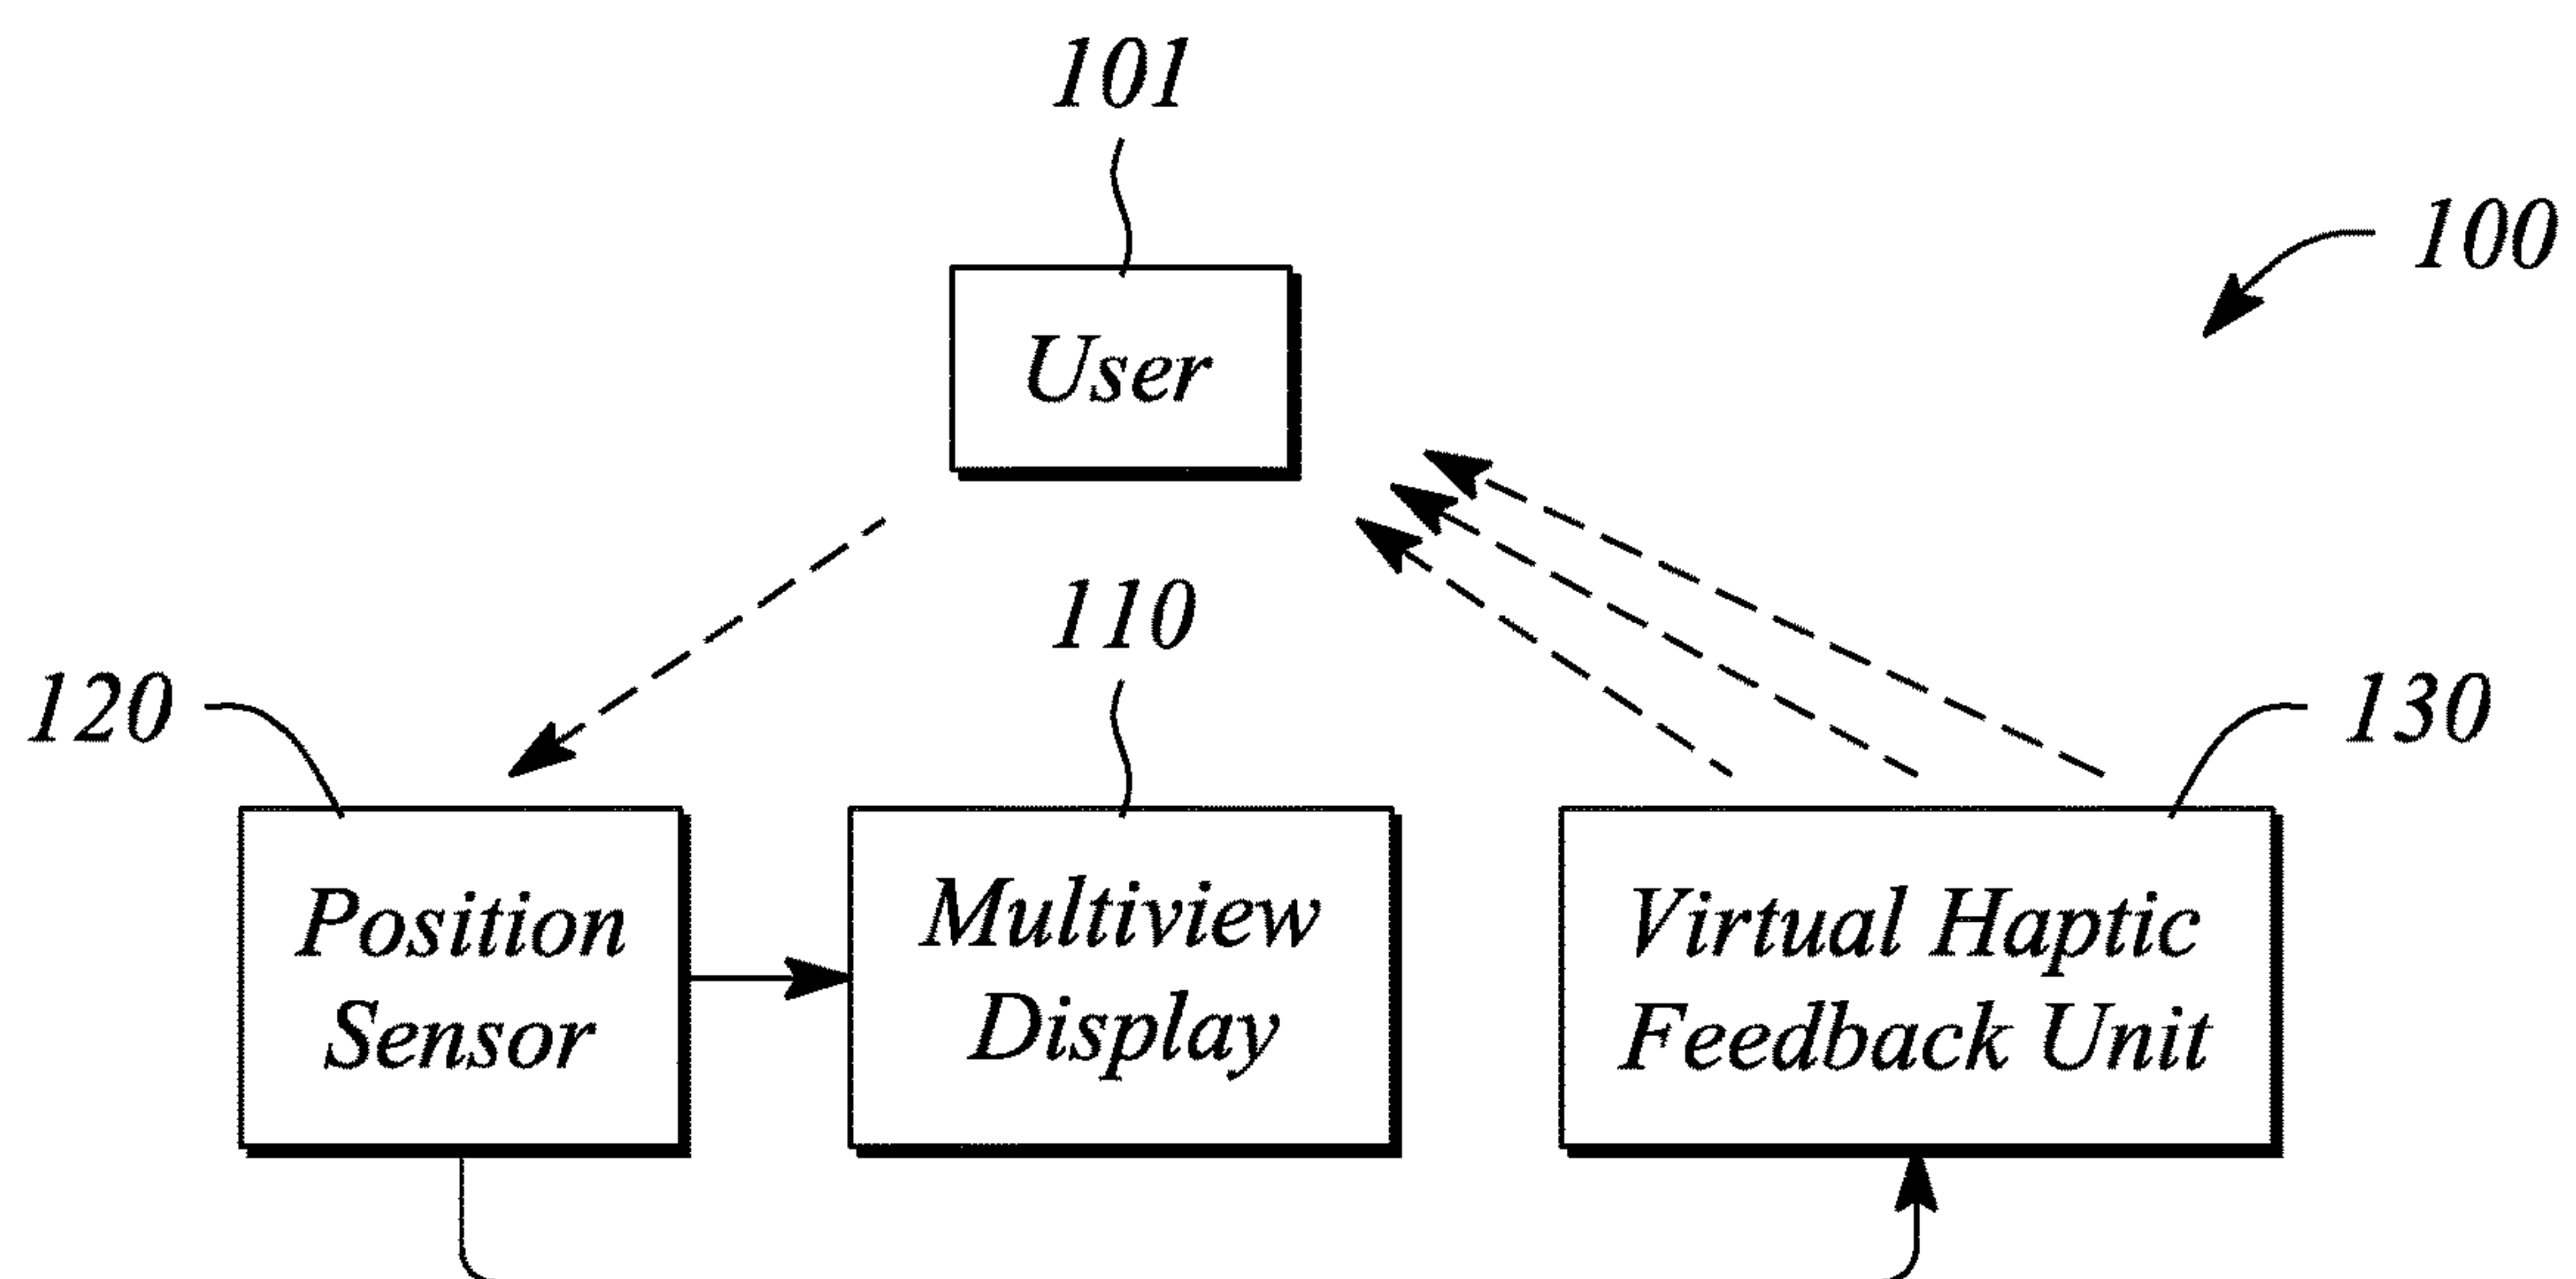 101
100
User
110
120
130
Position
Sensor
Multiview
Display
Virtual Haptic
Feedback Unit